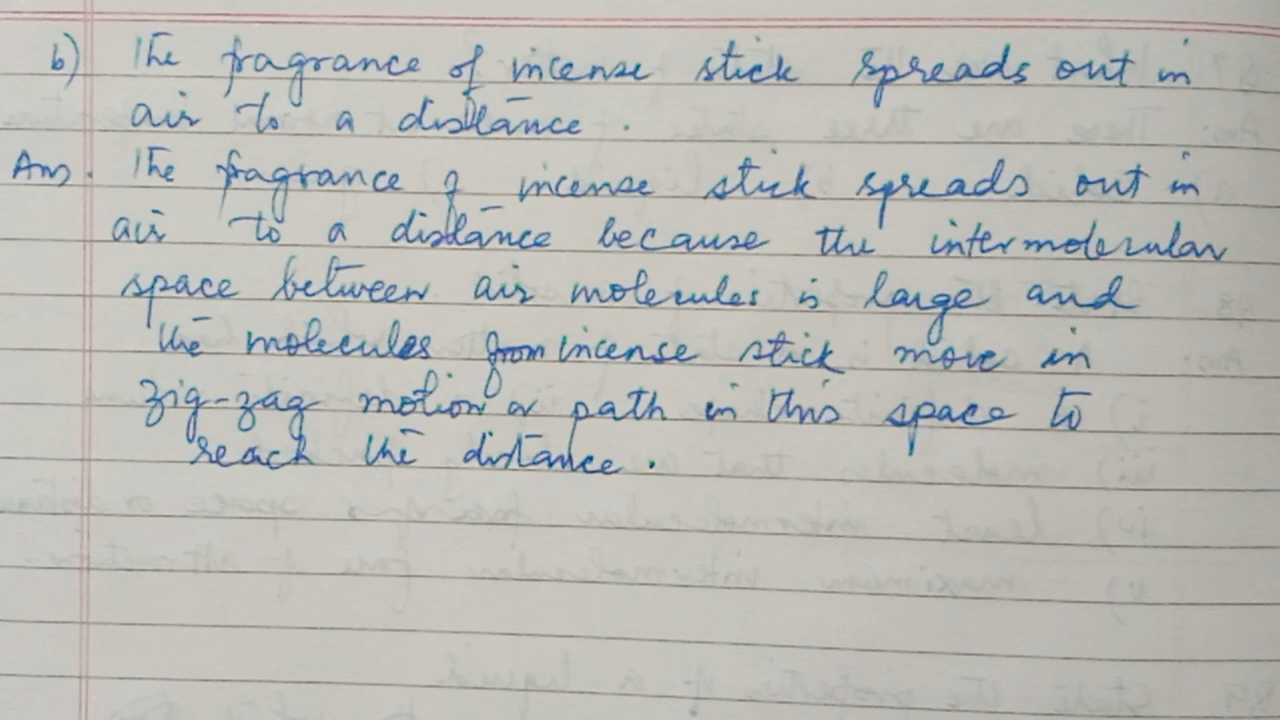 b) The fragrance of incense stick spreads out in
air to a distance.
Ans. The fragrance of incense stick spreads out in
air to a distance because the intermolecular
space between air molecules is large and
the molecules from incense stick move in
zig-zag motion or path in this space to
reach the distance.